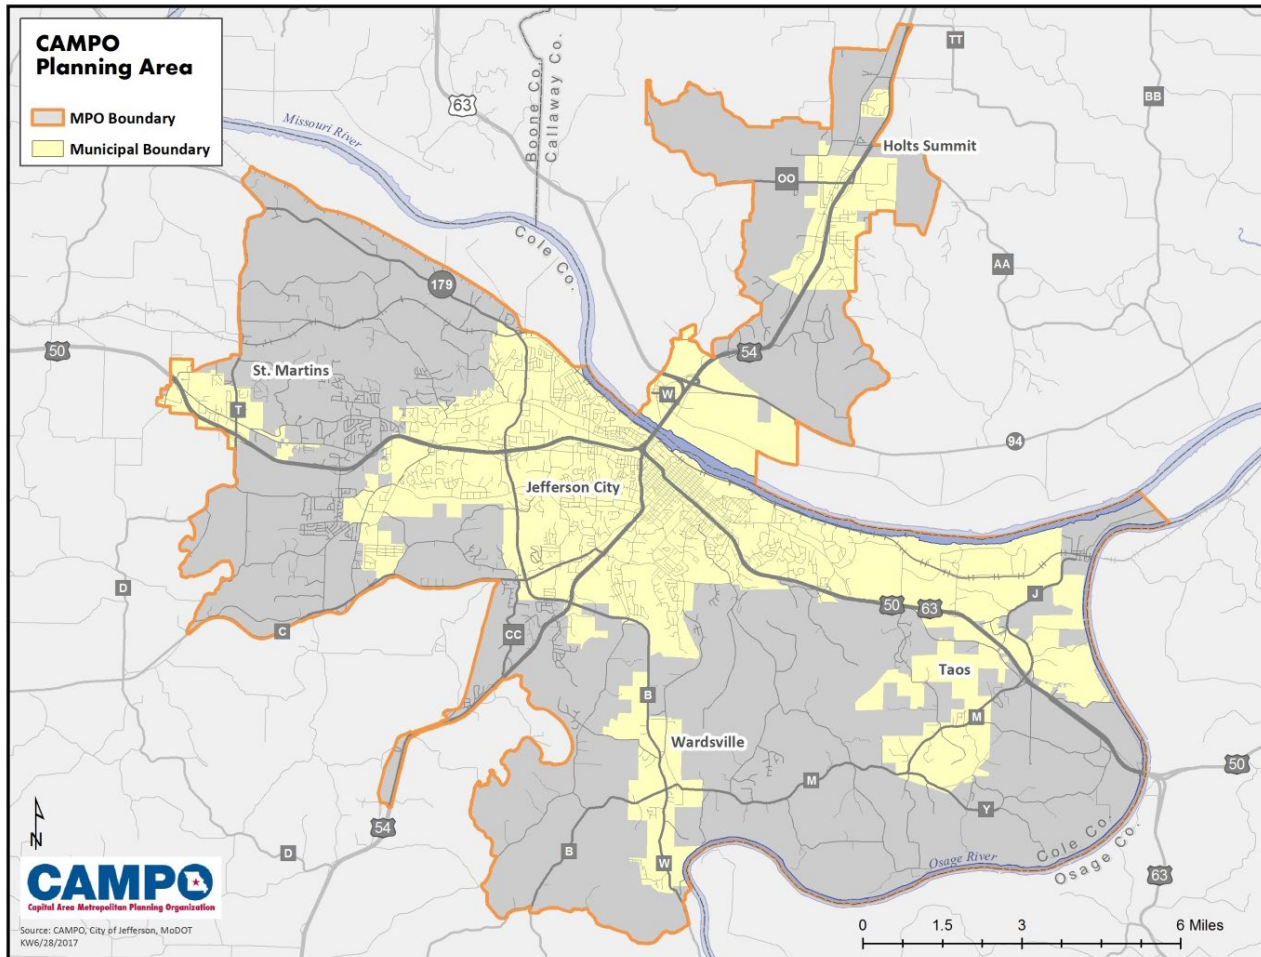 CAMPO
Planning Area
MPO Boundary
Municipal Boundary
Missouri River
63
Boone Co.
Callaway Co.
TT
BB
Holts Summit
OO
Cole Co.
AA
179
50
54
St. Martins
T
W
94
Jefferson City
D
C
CC
50
63
J
Taos
B
M
Wardsville
M
50
Y
54
D
B
W
Osage River
Cole Co.
Osage Co.
63
N
CAMPO
Capital Area Metropolitan Planning Organization
Source: CAMPO, City of Jefferson, MoDOT
KW6/28/2017
0 1.5 3 6 Miles